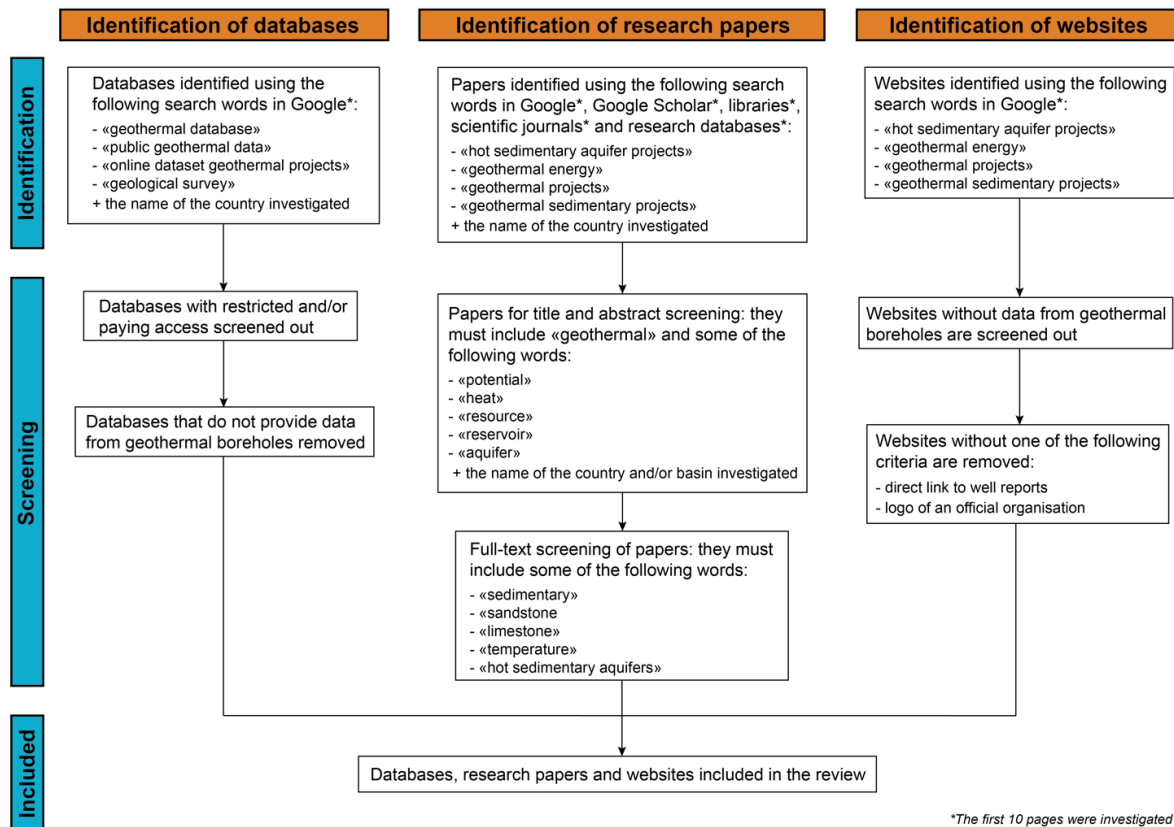 Identification of databases
Identification of research papers
Identification of websites
Identification
Databases identified using the
following search words in Google*:
- «geothermal database»
- «public geothermal data»
- «online dataset geothermal projects»
- «geological survey»
+ the name of the country investigated
Papers identified using the following search
words in Google*, Google Scholar*, libraries*,
scientific journals* and research databases*:
- «hot sedimentary aquifer projects»
- «geothermal energy»
- «geothermal projects»
- «geothermal sedimentary projects»
+ the name of the country investigated
Websites identified using the following
search words in Google*:
- «hot sedimentary aquifer projects»
- «geothermal energy»
- «geothermal projects»
- «geothermal sedimentary projects»
Screening
Databases with restricted and/or
paying access screened out
Databases that do not provide data
from geothermal boreholes removed
Papers for title and abstract screening: they
must include «geothermal» and some of the
following words:
- «potential»
- «heat»
- «resource»
- «reservoir»
- «aquifer»
+ the name of the country and/or basin investigated
Full-text screening of papers: they must
include some of the following words:
- «sedimentary»
- «sandstone
- «limestone»
- «temperature»
- «hot sedimentary aquifers»
Websites without data from geothermal
boreholes are screened out
Websites without one of the following
criteria are removed:
- direct link to well reports
- logo of an official organisation
Included
Databases, research papers and websites included in the review
*The first 10 pages were investigated